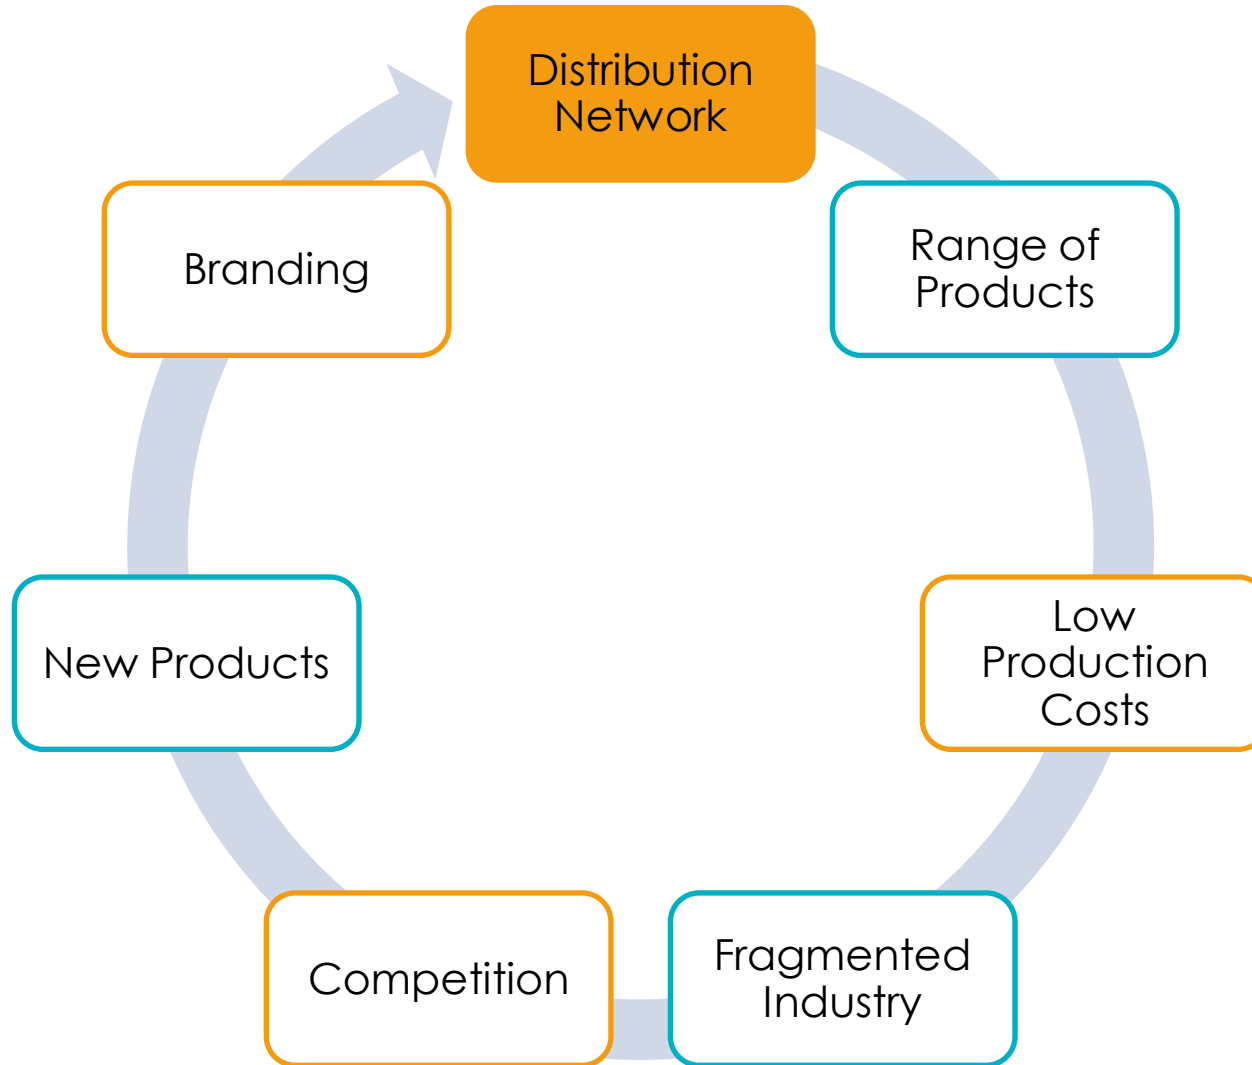 Distribution
Network
Range of
Products
Low
Production
Costs
Fragmented
Industry
Competition
New Products
Branding